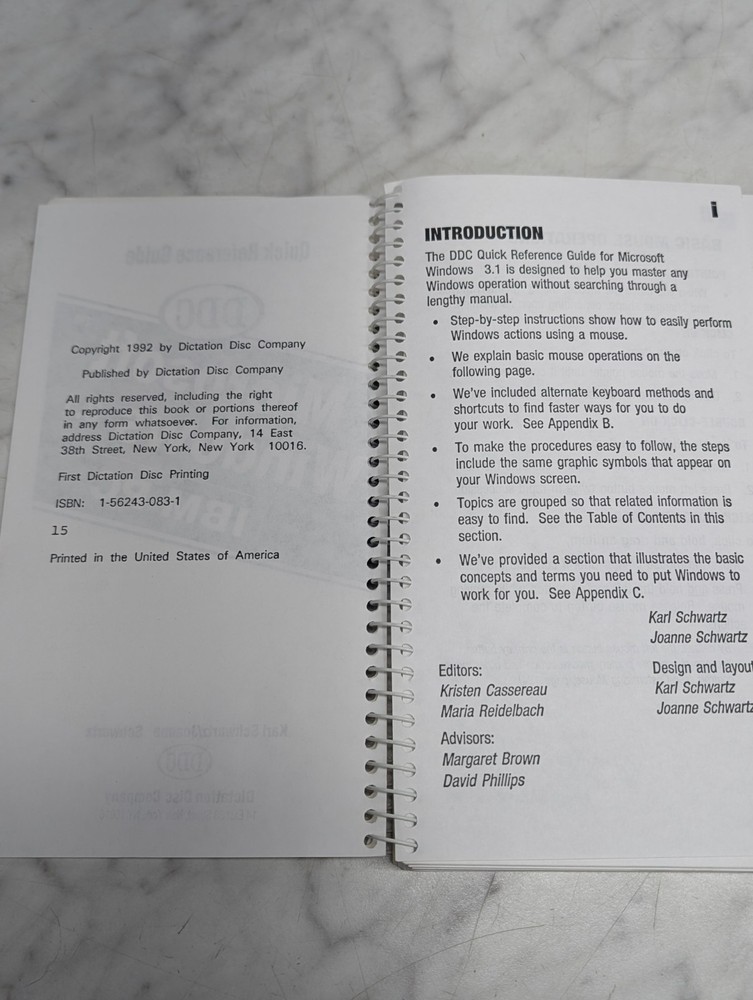 Copyright 1992 by Dictation Disc Company
Published by Dictation Disc Company
All rights reserved, including the right
to reproduce this book or portions thereof
in any form whatsoever. For information,
address Dictation Disc Company, 14 East
38th Street, New York, New York 10016.
First Dictation Disc Printing
ISBN: 1-56243-083-1
15
Printed in the United States of America
i
INTRODUCTION
The DDC Quick Reference Guide for Microsoft
Windows 3.1 is designed to help you master any
Windows operation without searching through a
lengthy manual.
• Step-by-step instructions show how to easily perform
Windows actions using a mouse.
• We explain basic mouse operations on the
following page.
• We've included alternate keyboard methods and
shortcuts to find faster ways for you to do
your work. See Appendix B.
• To make the procedures easy to follow, the steps
include the same graphic symbols that appear on
your Windows screen.
• Topics are grouped so that related information is
easy to find. See the Table of Contents in this
section.
• We've provided a section that illustrates the basic
concepts and terms you need to put Windows to
work for you. See Appendix C.
Karl Schwartz
Joanne Schwartz
Editors:
Kristen Cassereau
Maria Reidelbach
Design and layout
Karl Schwartz
Joanne Schwartz
Advisors:
Margaret Brown
David Phillips